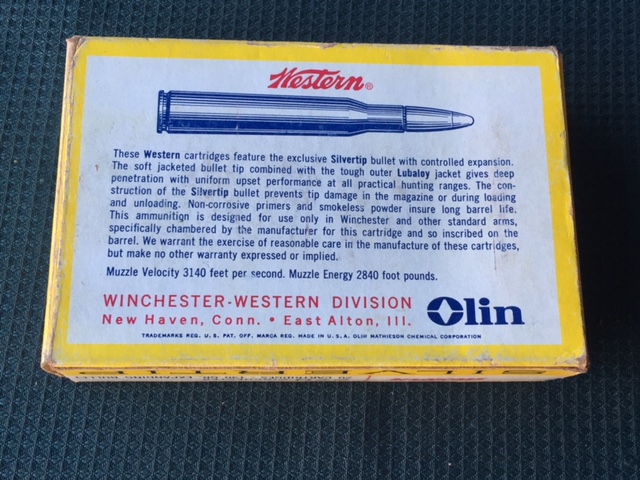 Western®
These Western cartridges feature the exclusive Silvertip bullet with controlled expansion.
The soft jacketed bullet tip combined with the tough outer Lubaloy jacket gives deep
penetration with uniform upset performance at all practical hunting ranges. The con-
struction of the Silvertip bullet prevents tip damage in the magazine or during loading
and unloading. Non-corrosive primers and smokeless powder insure long barrel life.
This ammunition is designed for use only in Winchester and other standard arms,
specifically chambered by the manufacturer for this cartridge and so inscribed on the
barrel. We warrant the exercise of reasonable care in the manufacture of these cartridges,
but make no other warranty expressed or implied.
Muzzle Velocity 3140 feet per second. Muzzle Energy 2840 foot pounds.
WINCHESTER-WESTERN DIVISION
New Haven, Conn. • East Alton, Ill.
Olin
TRADEMARKS REG. U. S. PAT. OFF. MARCA REG. MADE IN U. S. A. OLIN MATHIESON CHEMICAL CORPORATION